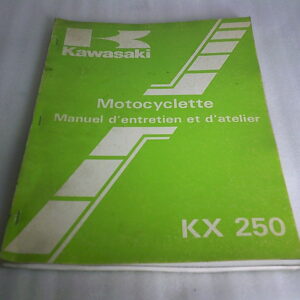 Kawasaki
Motocyclette
Manuel d'entretien et d'atelier
KX 250